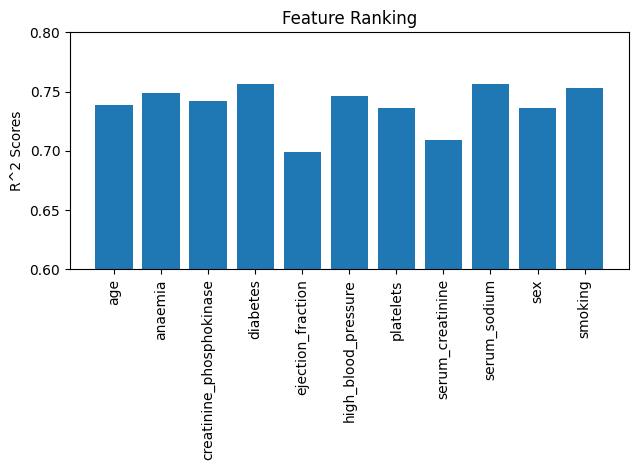 Feature Ranking
R^2 Scores
0.80
0.75
0.70
0.65
0.60
age
anaemia
creatinine_phosphokinase
diabetes
ejection_fraction
high_blood_pressure
platelets
serum_creatinine
serum_sodium
sex
smoking